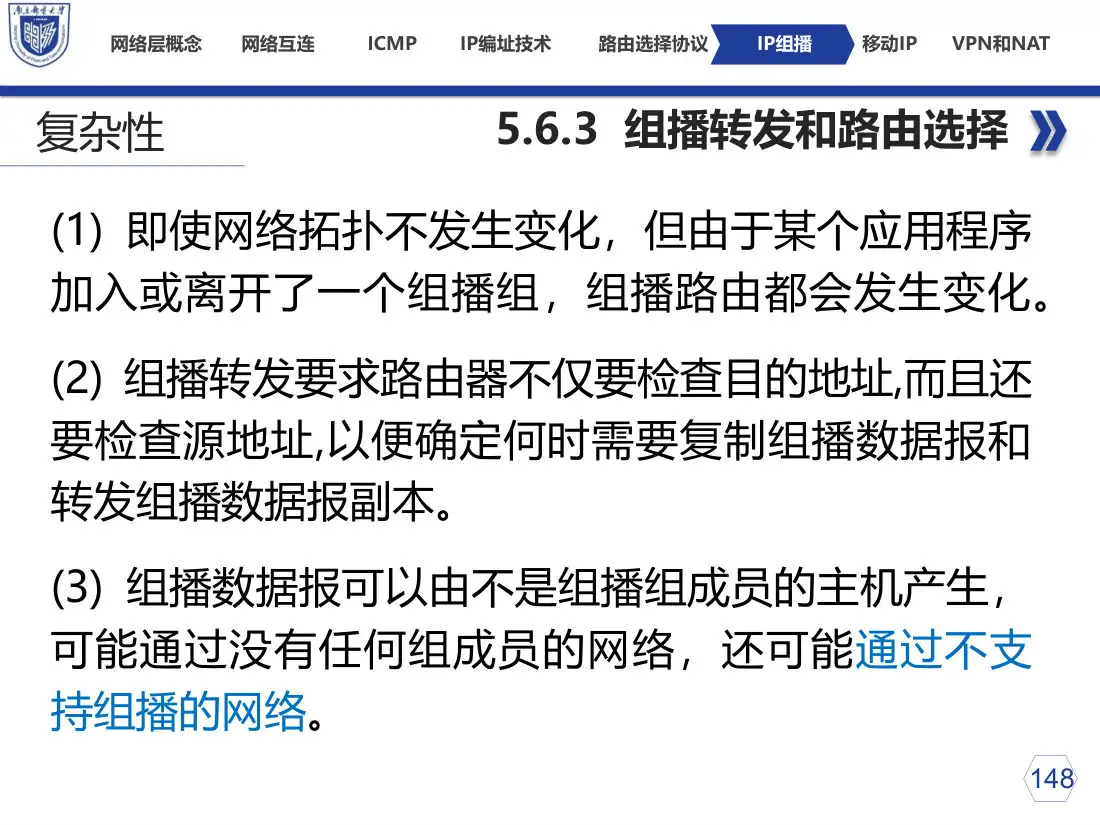 南京邮电大学
网络层概念 网络互连 ICMP IP编址技术 路由选择协议 IP组播 移动IP VPN和NAT
复杂性
5.6.3 组播转发和路由选择
(1) 即使网络拓扑不发生变化，但由于某个应用程序
加入或离开了一个组播组，组播路由都会发生变化。
(2) 组播转发要求路由器不仅要检查目的地址,而且还
要检查源地址,以便确定何时需要复制组播数据报和
转发组播数据报副本。
(3) 组播数据报可以由不是组播组成员的主机产生，
可能通过没有任何组成员的网络，还可能通过不支
持组播的网络。
148